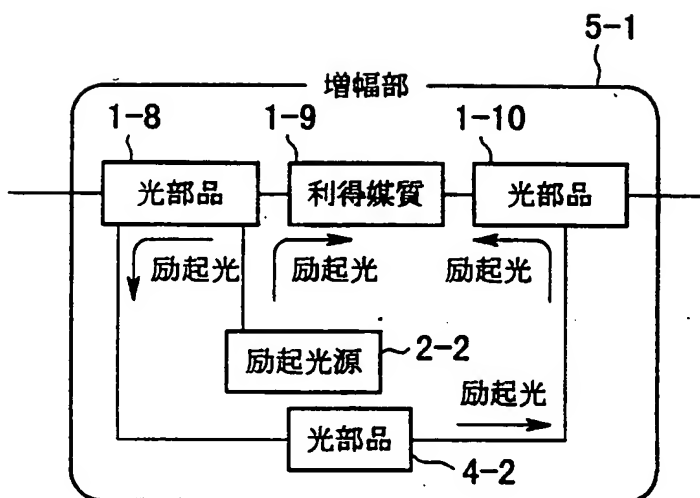 5-1
増幅部
1-8 1-9 1-10
光部品 利得媒質 光部品
励起光 励起光 励起光
励起光源 2-2
励起光
光部品
4-2